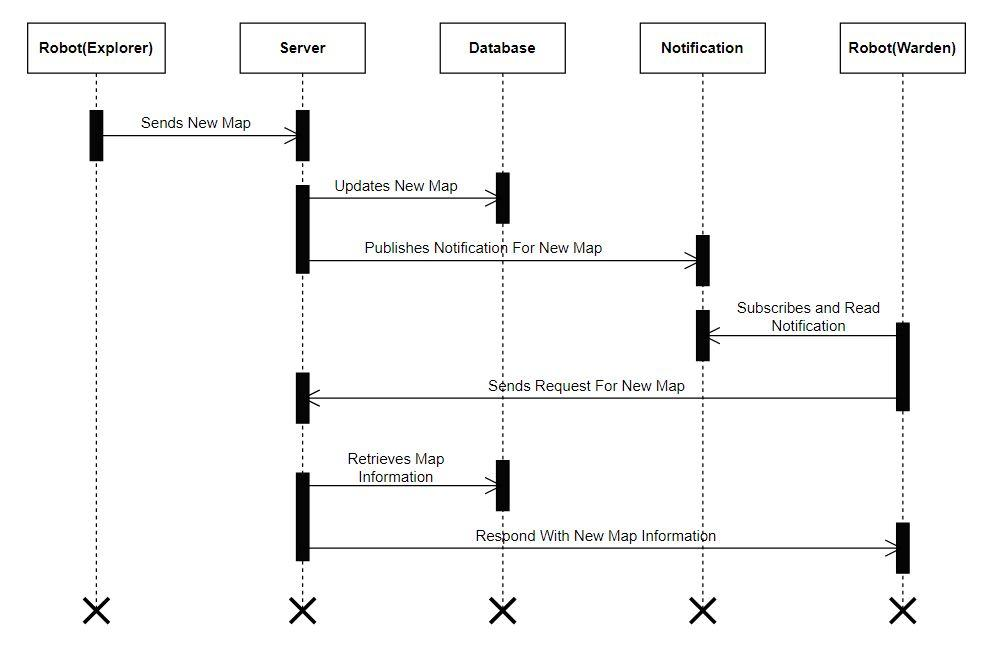 Robot(Explorer)
Server
Database
Notification
Robot(Warden)
Sends New Map
Updates New Map
Publishes Notification For New Map
Subscribes and Read
Notification
Sends Request For New Map
Retrieves Map
Information
Respond With New Map Information